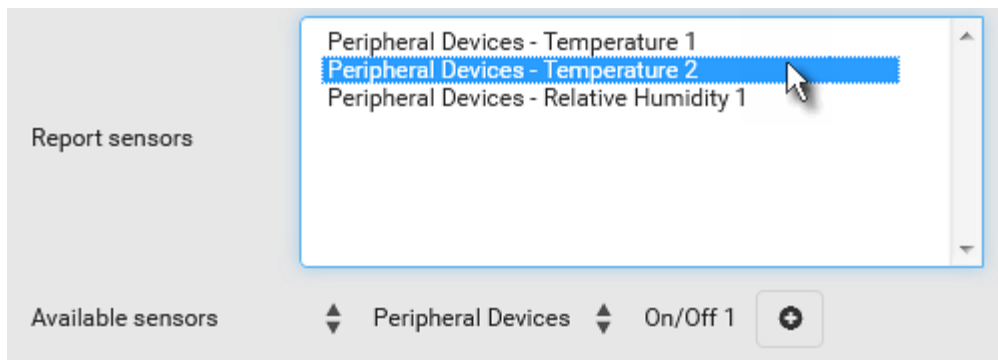 Peripheral Devices - Temperature 1
Peripheral Devices - Temperature 2
Peripheral Devices - Relative Humidity 1
Report sensors
Available sensors Peripheral Devices On/Off 1